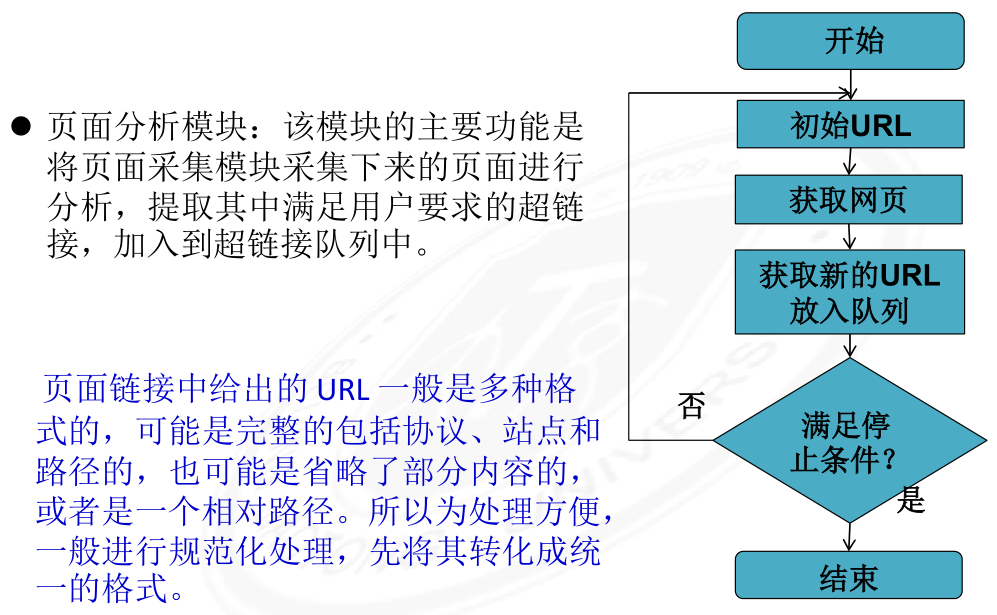 ● 页面分析模块：该模块的主要功能是
将页面采集模块采集下来的页面进行
分析，提取其中满足用户要求的超链
接，加入到超链接队列中。
页面链接中给出的 URL 一般是多种格
式的，可能是完整的包括协议、站点和
路径的，也可能是省略了部分内容的，
或者是一个相对路径。所以为处理方便，
一般进行规范化处理，先将其转化成统
一的格式。
开始
初始URL
获取网页
获取新的URL
放入队列
否
满足停
止条件？
是
结束